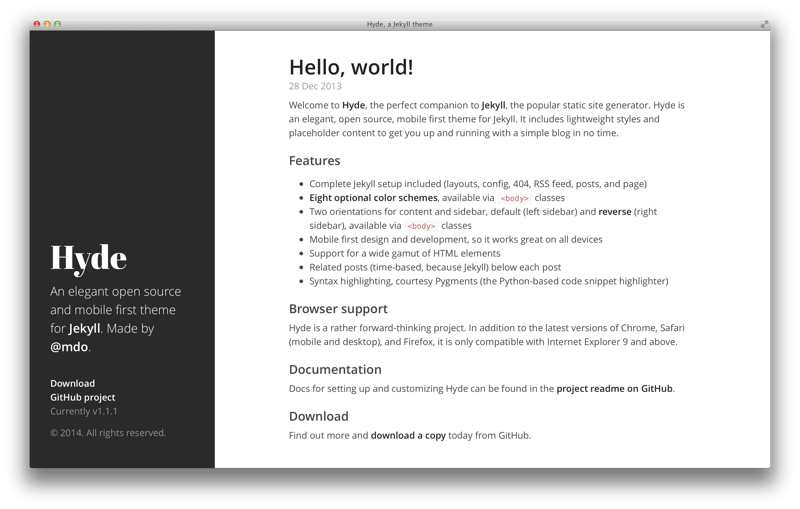 Hyde, a Jekyll theme
Hyde
An elegant open source
and mobile first theme
for Jekyll. Made by
@mdo.
Download
GitHub project
Currently v1.1.1
© 2014. All rights reserved.
Hello, world!
28 Dec 2013
Welcome to Hyde, the perfect companion to Jekyll, the popular static site generator. Hyde is
an elegant, open source, mobile first theme for Jekyll. It includes lightweight styles and
placeholder content to get you up and running with a simple blog in no time.
Features
• Complete Jekyll setup included (layouts, config, 404, RSS feed, posts, and page)
• Eight optional color schemes, available via <body> classes
• Two orientations for content and sidebar, default (left sidebar) and reverse (right
sidebar), available via <body> classes
• Mobile first design and development, so it works great on all devices
• Support for a wide gamut of HTML elements
• Related posts (time-based, because Jekyll) below each post
• Syntax highlighting, courtesy Pygments (the Python-based code snippet highlighter)
Browser support
Hyde is a rather forward-thinking project. In addition to the latest versions of Chrome, Safari
(mobile and desktop), and Firefox, it is only compatible with Internet Explorer 9 and above.
Documentation
Docs for setting up and customizing Hyde can be found in the project readme on GitHub.
Download
Find out more and download a copy today from GitHub.